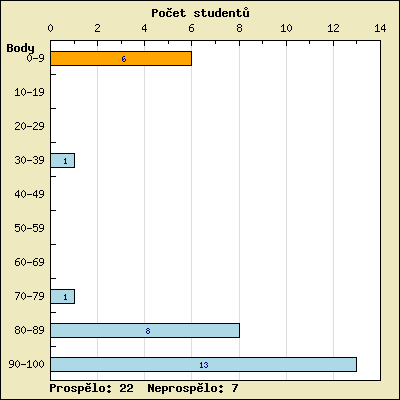 Počet studentů
0 2 4 6 8 10 12 14
Body
0-9 6
10-19
20-29
30-39 1
40-49
50-59
60-69
70-79 1
80-89 8
90-100 13
Prospělo: 22 Neprospělo: 7